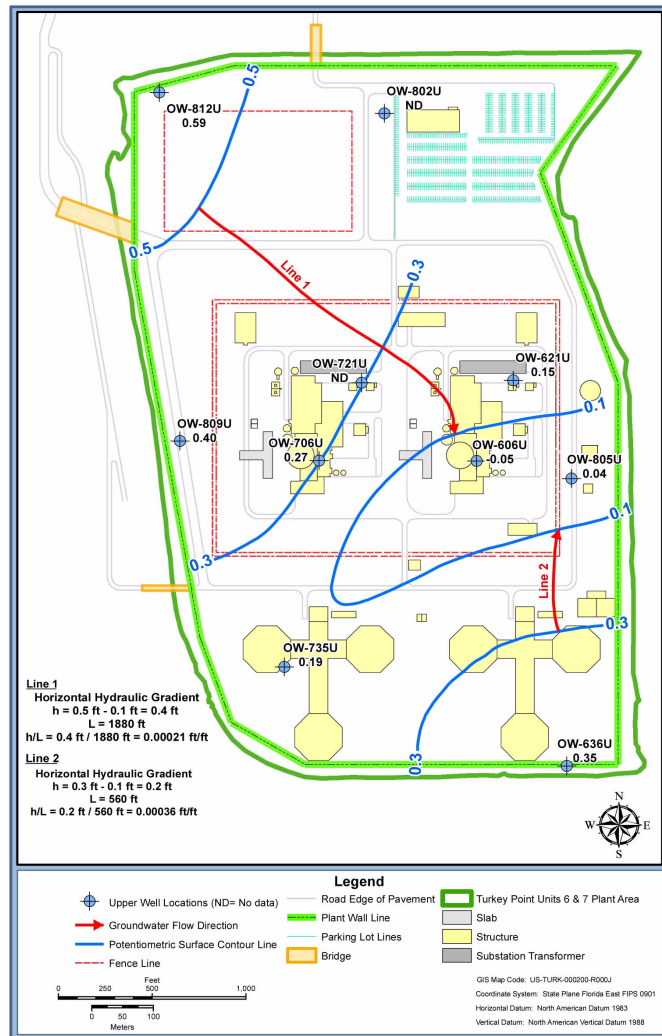 0.5
OW-812U
0.59
OW-802U
ND
0.5
Line 1
0.3
OW-721U
ND
OW-621U
0.15
0.1
OW-809U
0.40
OW-706U
0.27
OW-606U
-0.05
OW-805U
0.04
0.1
0.3
Line 2
0.3
OW-735U
0.19
0.3
OW-636U
0.35
Line 1
Horizontal Hydraulic Gradient
h = 0.5 ft - 0.1 ft = 0.4 ft
L = 1880 ft
h/L = 0.4 ft / 1880 ft = 0.00021 ft/ft
Line 2
Horizontal Hydraulic Gradient
h = 0.3 ft - 0.1 ft = 0.2 ft
L = 560 ft
h/L = 0.2 ft / 560 ft = 0.00036 ft/ft
N
W E
S
Legend
Upper Well Locations (ND= No data)
Groundwater Flow Direction
Potentiometric Surface Contour Line
Fence Line
Road Edge of Pavement
Plant Wall Line
Parking Lot Lines
Bridge
Turkey Point Units 6 & 7 Plant Area
Slab
Structure
Substation Transformer
Feet
0 250 500 1,000
0 50 100
Meters
GIS Map Code: US-TURK-000200-R000J
Coordinate System: State Plane Florida East FIPS 0901
Horizontal Datum: North American Datum 1983
Vertical Datum: North American Vertical Datum 1988